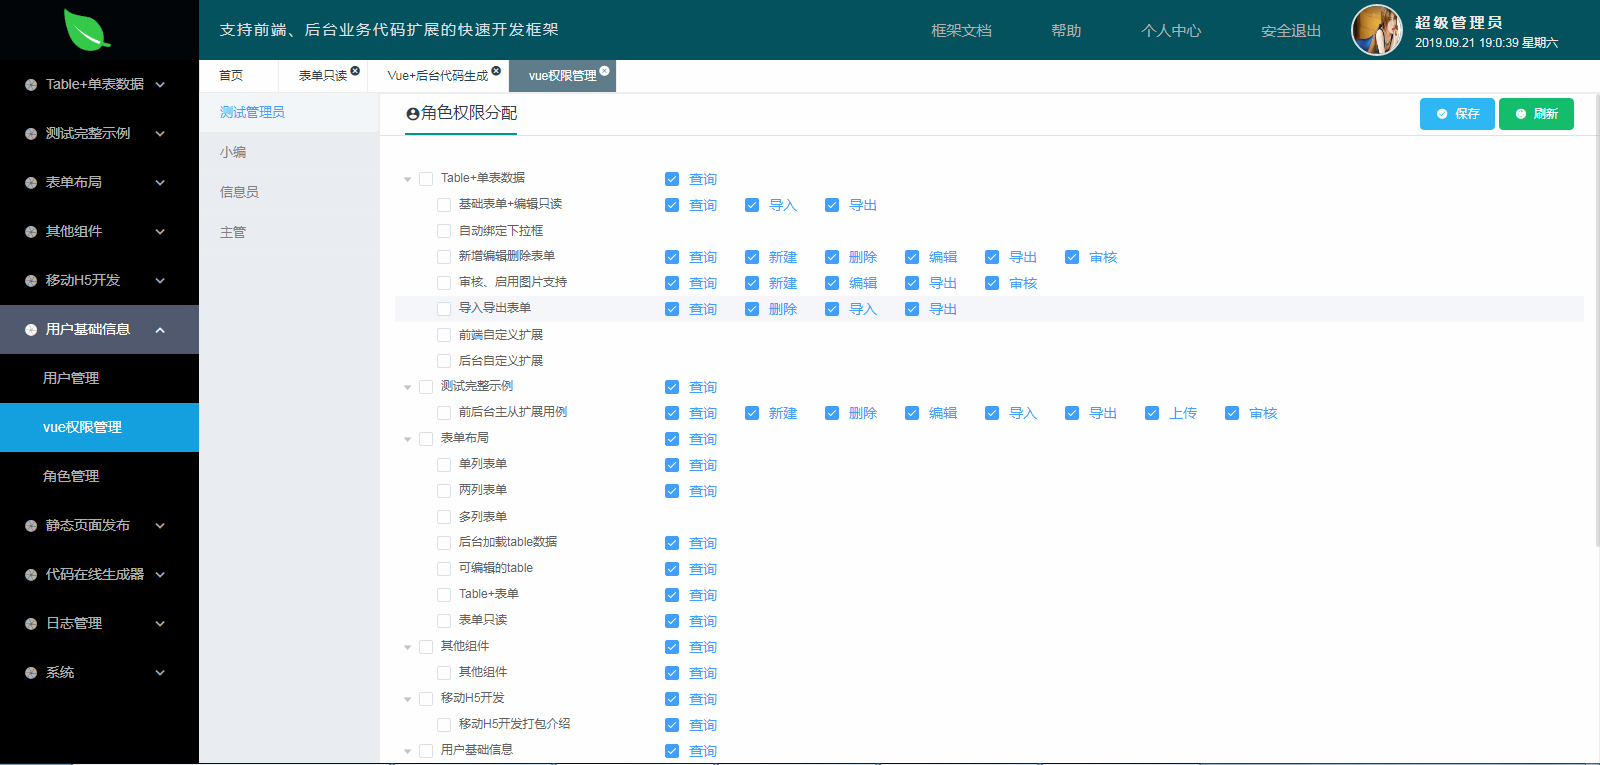 支持前端、后台业务代码扩展的快速开发框架
框架文档
帮助
个人中心
安全退出
超级管理员
2019.09.21 19:0:39 星期六
Table+单表数据
测试完整示例
表单布局
其他组件
移动H5开发
用户基础信息
用户管理
vue权限管理
角色管理
静态页面发布
代码在线生成器
日志管理
系统
首页
表单只读
Vue+后台代码生成
vue权限管理
测试管理员
小编
信息员
主管
角色权限分配
保存
刷新
Table+单表数据 查询
基础表单+编辑只读 查询 导入 导出
自动绑定下拉框
新增编辑删除表单 查询 新建 删除 编辑 导出 审核
审核、启用图片支持 查询 新建 编辑 导出 审核
导入导出表单 查询 删除 导入 导出
前端自定义扩展
后台自定义扩展
测试完整示例 查询
前后台主从扩展用例 查询 新建 删除 编辑 导入 导出 上传 审核
表单布局 查询
单列表单 查询
两列表单 查询
多列表单
后台加载table数据 查询
可编辑的table 查询
Table+表单 查询
表单只读 查询
其他组件 查询
其他组件 查询
移动H5开发 查询
移动H5开发打包介绍 查询
用户基础信息 查询